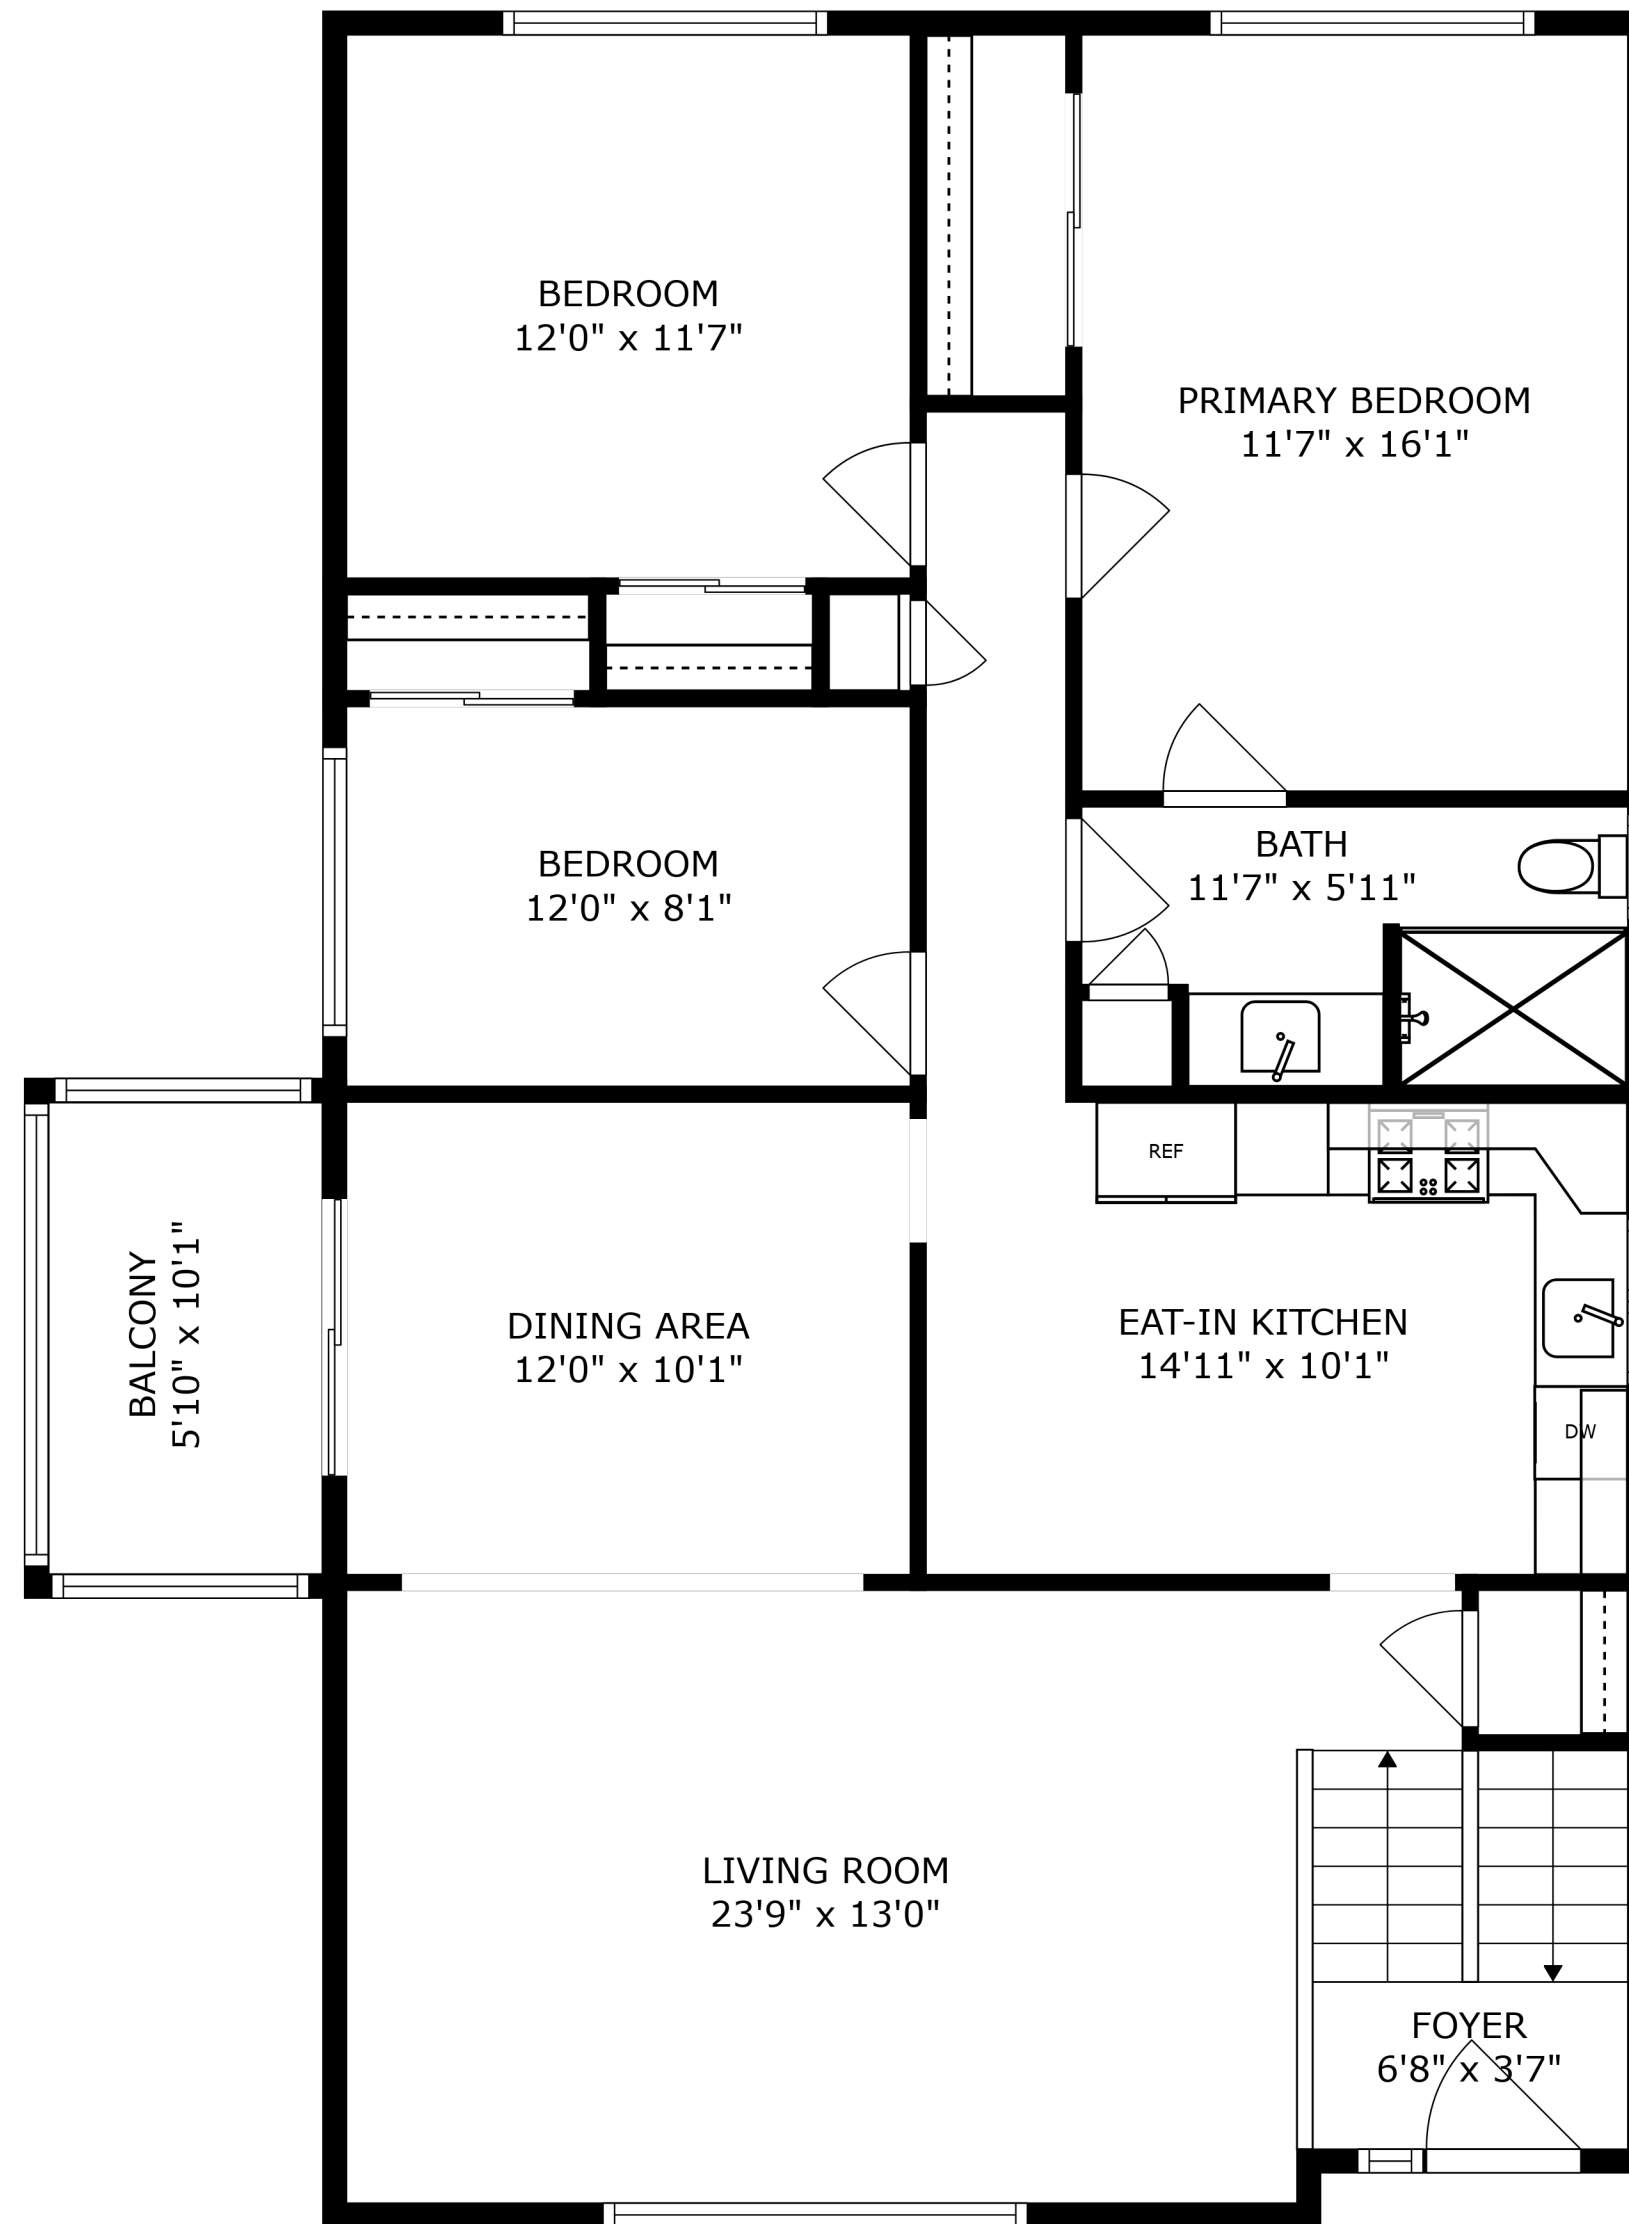 BEDROOM
12'0" x 11'7"
PRIMARY BEDROOM
11'7" x 16'1"
BEDROOM
12'0" x 8'1"
BATH
11'7" x 5'11"
REF
BALCONY
5'10" x 10'1"
DINING AREA
12'0" x 10'1"
EAT-IN KITCHEN
14'11" x 10'1"
DW
LIVING ROOM
23'9" x 13'0"
FOYER
6'8" x 3'7"